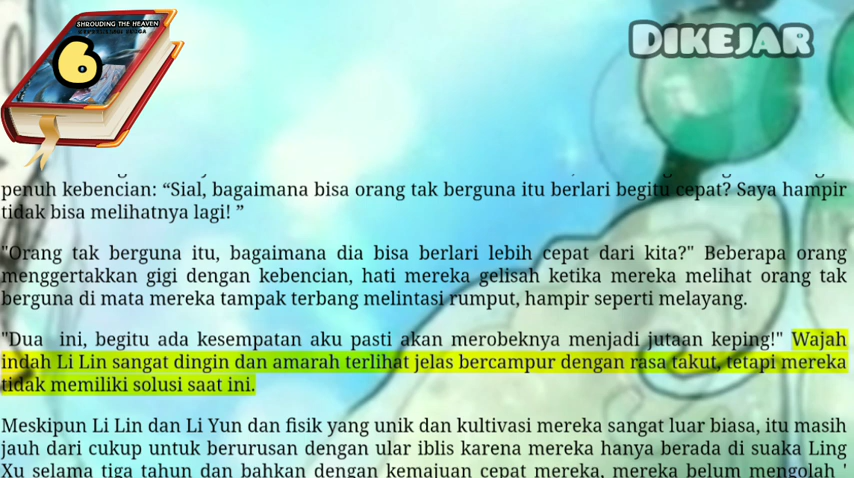 SHROUDING THE HEAVEN
6
DIKEJAR
penuh kebencian: “Sial, bagaimana bisa orang tak berguna itu berlari begitu cepat? Saya hampir
tidak bisa melihatnya lagi! ”
"Orang tak berguna itu, bagaimana dia bisa berlari lebih cepat dari kita?" Beberapa orang
menggertakkan gigi dengan kebencian, hati mereka gelisah ketika mereka melihat orang tak
berguna di mata mereka tampak terbang melintasi rumput, hampir seperti melayang.
"Dua ini, begitu ada kesempatan aku pasti akan merobeknya menjadi jutaan keping!" Wajah
indah Li Lin sangat dingin dan amarah terlihat jelas bercampur dengan rasa takut, tetapi mereka
tidak memiliki solusi saat ini.
Meskipun Li Lin dan Li Yun dan fisik yang unik dan kultivasi mereka sangat luar biasa, itu masih
jauh dari cukup untuk berurusan dengan ular iblis karena mereka hanya berada di suaka Ling
Xu selama tiga tahun dan bahkan dengan kemajuan cepat mereka, mereka belum mengolah '